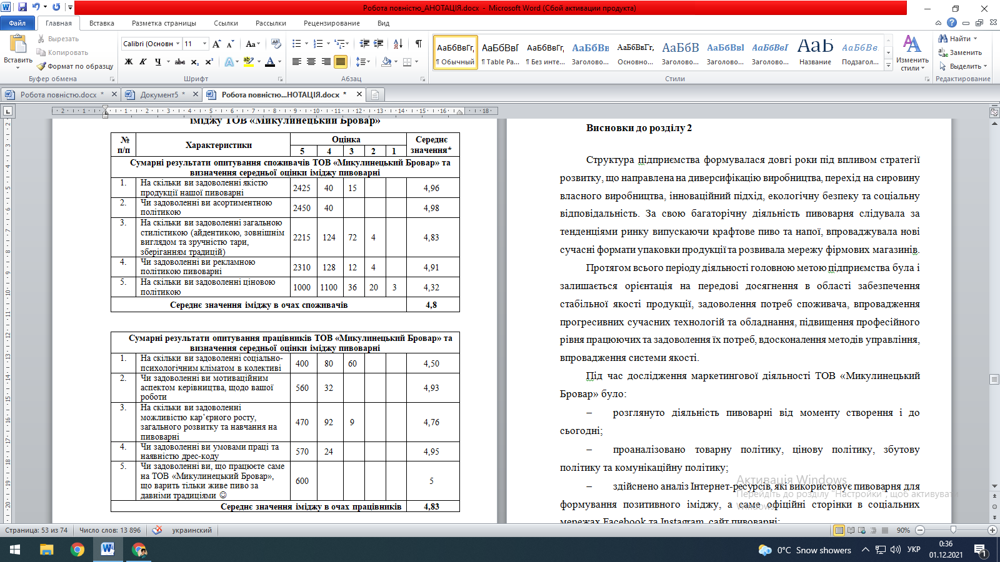 Робота повністю_АНОТАЦІЯ.docx - Microsoft Word (Сбой активации продукта)
Файл Главная Вставка Разметка страницы Ссылки Рассылки Рецензирование Вид
Вставить
Вырезать
Копировать
Формат по образцу
Буфер обмена
Calibri (Основн 11
Ж К Ч abc x₂ x²
Шрифт
Абзац
АаБбВвГг, АаБбВвГ АаБбВвГг, АаБбВв АаБбВвГг, АаБбВ АаБбВвІ АаБбВвГ АаБ АаБбВв.
¶ Обычный ¶ Table Pa... ¶ Без инте... Заголово... Основно... Заголово... Заголово... Заголово... Название Подзагол...
Стили
Изменить стили
Найти
Заменить
Выделить
Редактирование
Робота повністю.docx * Документ5 * Робота повністю...НОТАЦІЯ.docx *
іміджу ТОВ «Микулинецький Бровар»
№ п/п Характеристики Оцінка Середнє значення*
5 4 3 2 1
Сумарні результати опитування споживачів ТОВ «Микулинецький Бровар» та
визначення середньої оцінки іміджу пивоварні
1. На скільки ви задоволенні якістю
продукції нашої пивоварні 2425 40 15 4,96
2. Чи задоволенні ви асортиментною
політикою 2450 40 4,98
3. На скільки ви задоволенні загальною
стилістикою (айдентикою, зовнішнім
виглядом та зручністю тари,
зберіганням традицій) 2215 124 72 4 4,83
4. Чи задоволенні ви рекламною
політикою пивоварні 2310 128 12 4 4,91
5. На скільки ви задоволенні ціновою
політикою 1000 1100 36 20 3 4,32
Середнє значення іміджу в очах споживачів 4,8
Сумарні результати опитування працівників ТОВ «Микулинецький Бровар» та
визначення середньої оцінки іміджу пивоварні
1. На скільки ви задоволенні соціально-
психологічним кліматом в колективі 400 80 60 4,50
2. Чи задоволенні ви мотиваційним
аспектом керівництва, щодо вашої
роботи 560 32 4,93
3. На скільки ви задоволенні
можливістю кар’єрного росту,
загального розвитку та навчання на
пивоварні 470 92 9 4,76
4. Чи задоволенні ви умовами праці та
наявністю дрес-коду 570 24 4,95
5. Чи задоволенні ви, що працюєте саме
на ТОВ «Микулинецький Бровар»,
що варить тільки живе пиво за
давніми традиціями ☺ 600 5
Середнє значення іміджу в очах працівників 4,83
Висновки до розділу 2
Структура підприємства формувалася довгі роки під впливом стратегії
розвитку, що направлена на диверсифікацію виробництва, перехід на сировину
власного виробництва, інноваційний підхід, екологічну безпеку та соціальну
відповідальність. За свою багаторічну діяльність пивоварня слідувала за
тенденціями ринку випускаючи крафтове пиво та напої, впроваджувала нові
сучасні формати упаковки продукції та розвивала мережу фірмових магазинів.
Протягом всього періоду діяльності головною метою підприємства була і
залишається орієнтація на передові досягнення в області забезпечення
стабільної якості продукції, задоволення потреб споживача, впровадження
прогресивних сучасних технологій та обладнання, підвищення професійного
рівня працюючих та задоволення їх потреб, вдосконалення методів управління,
впровадження системи якості.
Під час дослідження маркетингової діяльності ТОВ «Микулинецький
Бровар» було:
– розглянуто діяльність пивоварні від моменту створення і до
сьогодні;
– проаналізовано товарну політику, цінову політику, збутову
політику та комунікаційну політику;
– здійснено аналіз Інтернет-ресурсів, які використовує пивоварня для
формування позитивного іміджу, а саме офіційні сторінки в соціальних
мережах Facebook та Instagram, сайт пивоварні;
Активація Windows
Перейдіть до розділу "Настройки", щоб активувати
Windows.
Страница: 53 из 74 Число слов: 13 896 украинский 90%
0°C Snow showers УКР 0:36
01.12.2021
1